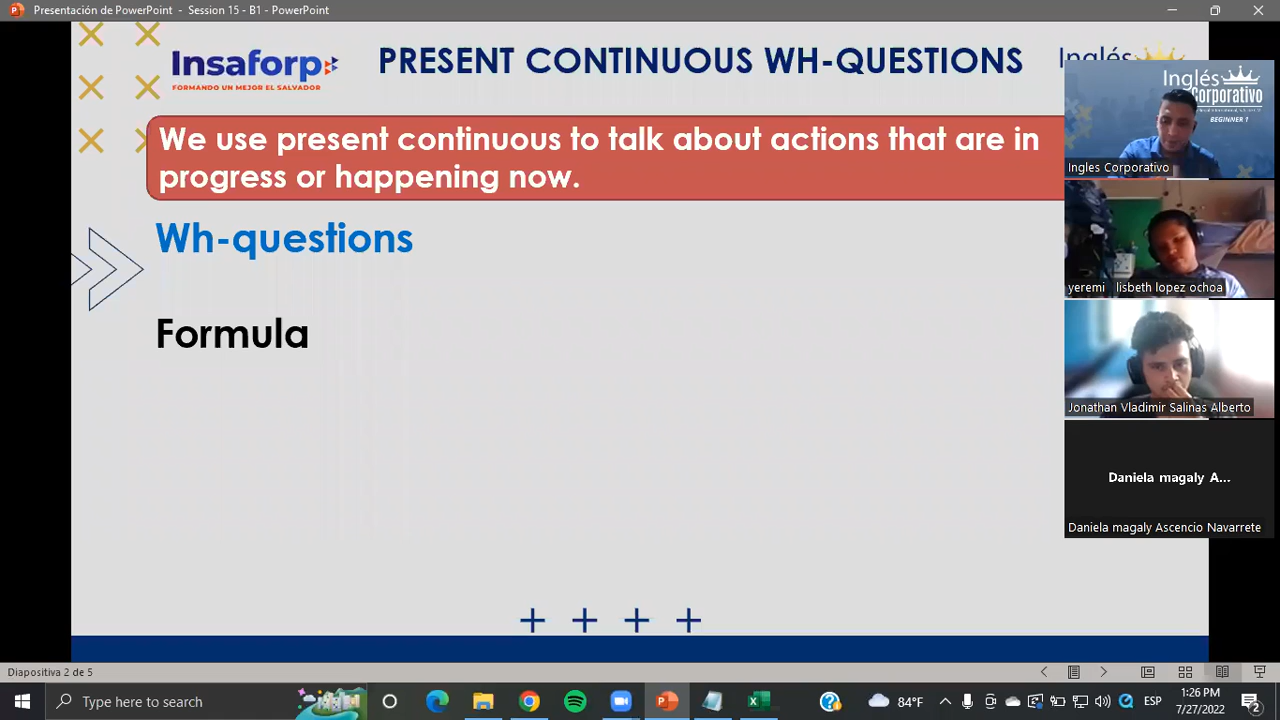 Presentación de PowerPoint - Session 15 - B1 - PowerPoint
Insaforp
FORMANDO UN MEJOR EL SALVADOR
PRESENT CONTINUOUS WH-QUESTIONS
Inglés
Inglés
Corporativo
BEGINNER 1
Ingles Corporativo
We use present continuous to talk about actions that are in
progress or happening now.
Wh-questions
yeremi lisbeth lopez ochoa
Formula
Jonathan Vladimir Salinas Alberto
Daniela magaly A...
Daniela magaly Ascencio Navarrete
Diapositiva 2 de 5
Type here to search
84°F
ESP
1:26 PM
7/27/2022
2